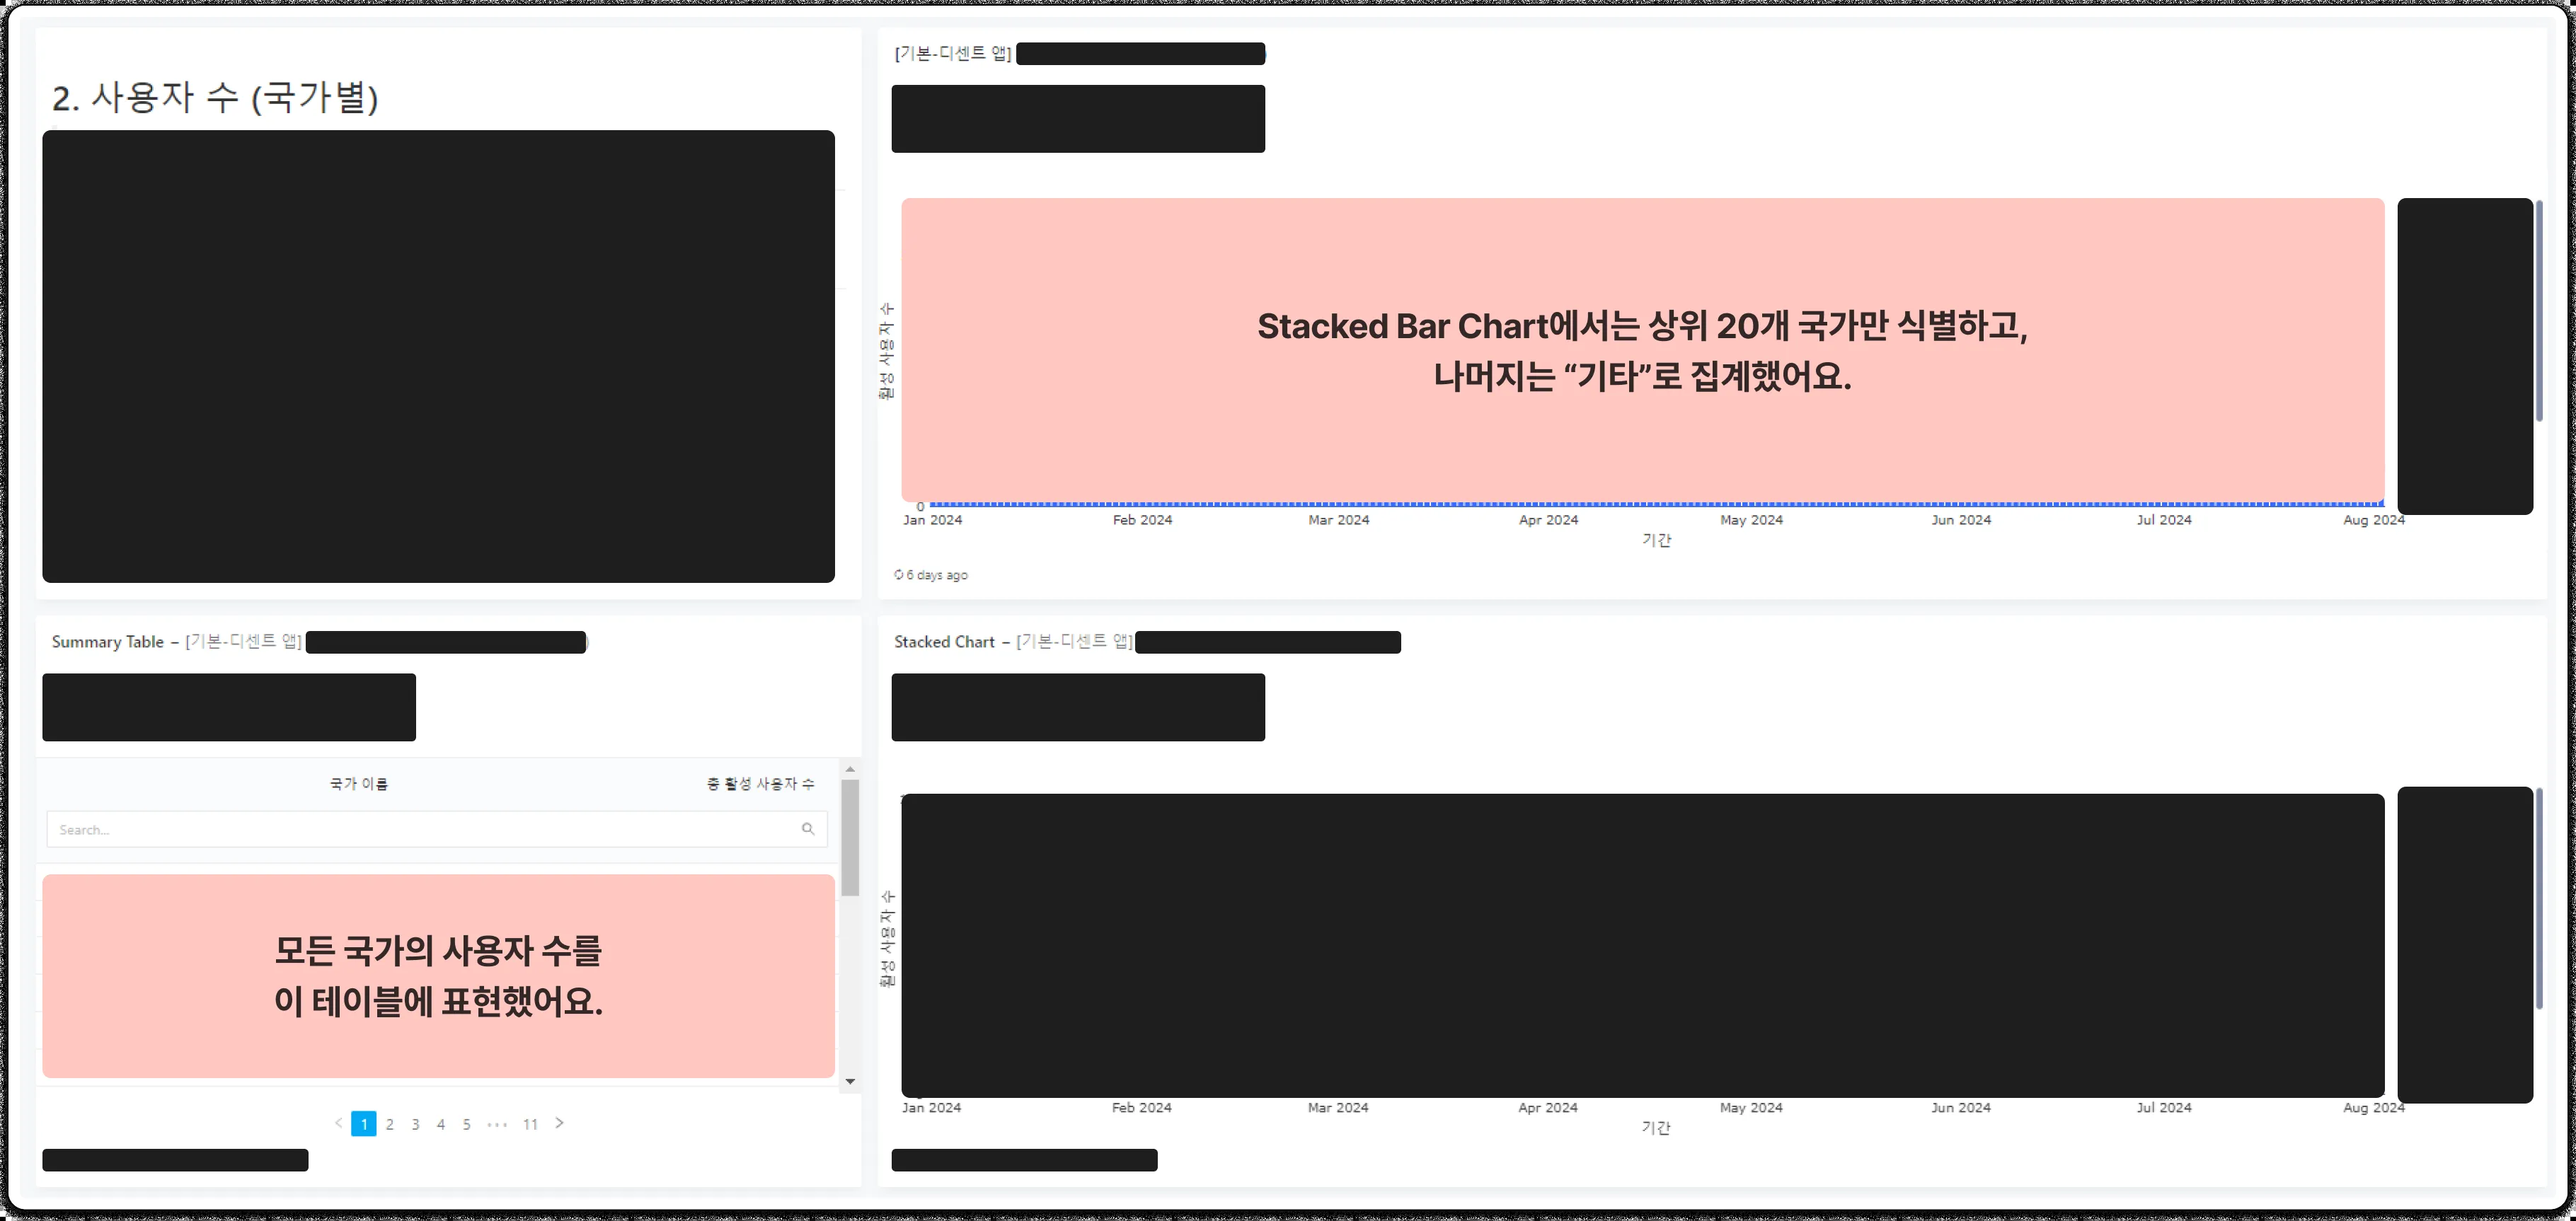 2. 사용자 수 (국가별)
[기본-디센트 앱]
활성 사용자 수
Stacked Bar Chart에서는 상위 20개 국가만 식별하고,
나머지는 “기타”로 집계했어요.
0
Jan 2024 Feb 2024 Mar 2024 Apr 2024 May 2024 Jun 2024 Jul 2024 Aug 2024
기간
6 days ago
Summary Table – [기본-디센트 앱]
국가 이름 총 활성 사용자 수
Search...
모든 국가의 사용자 수를
이 테이블에 표현했어요.
< 1 2 3 4 5 ••• 11 >
Stacked Chart – [기본-디센트 앱]
활성 사용자 수
Jan 2024 Feb 2024 Mar 2024 Apr 2024 May 2024 Jun 2024 Jul 2024 Aug 2024
기간